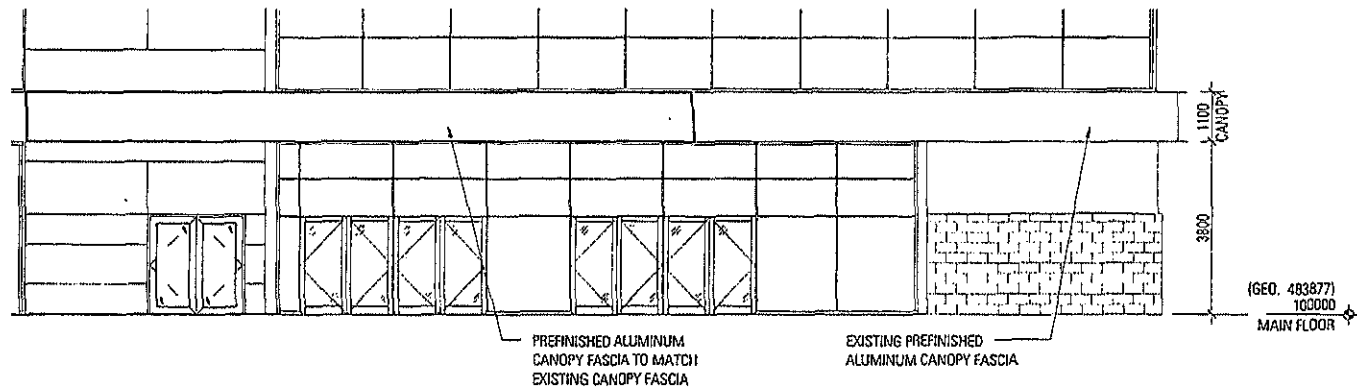 1100
CANOPY
3800
(GEO. 483877)
100000
MAIN FLOOR
PREFINISHED ALUMINUM
CANOPY FASCIA TO MATCH
EXISTING CANOPY FASCIA
EXISTING PREFINISHED
ALUMINUM CANOPY FASCIA